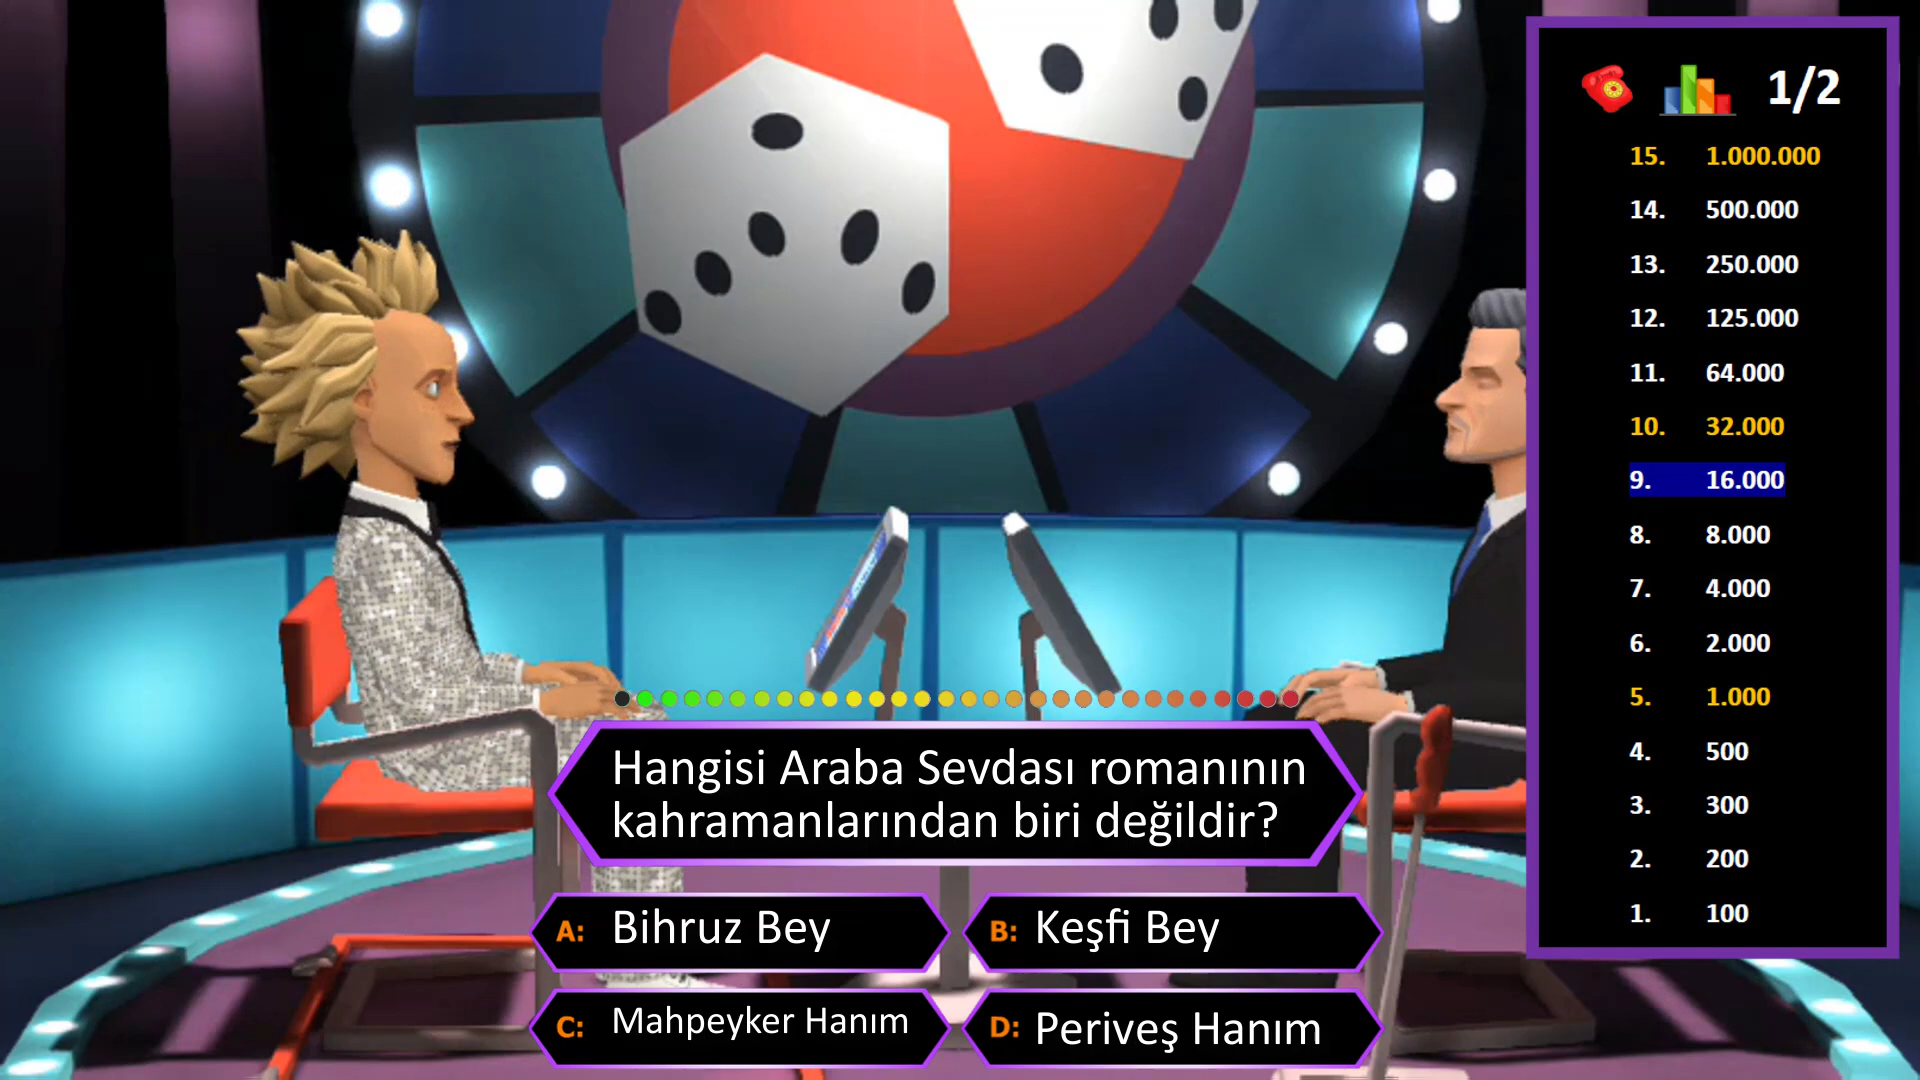 1/2
15. 1.000.000
14. 500.000
13. 250.000
12. 125.000
11. 64.000
10. 32.000
9. 16.000
8. 8.000
7. 4.000
6. 2.000
5. 1.000
4. 500
3. 300
2. 200
1. 100
Hangisi Araba Sevdası romanının
kahramanlarından biri değildir?
A: Bihruz Bey
B: Keşfi Bey
C: Mahpeyker Hanım
D: Periveş Hanım